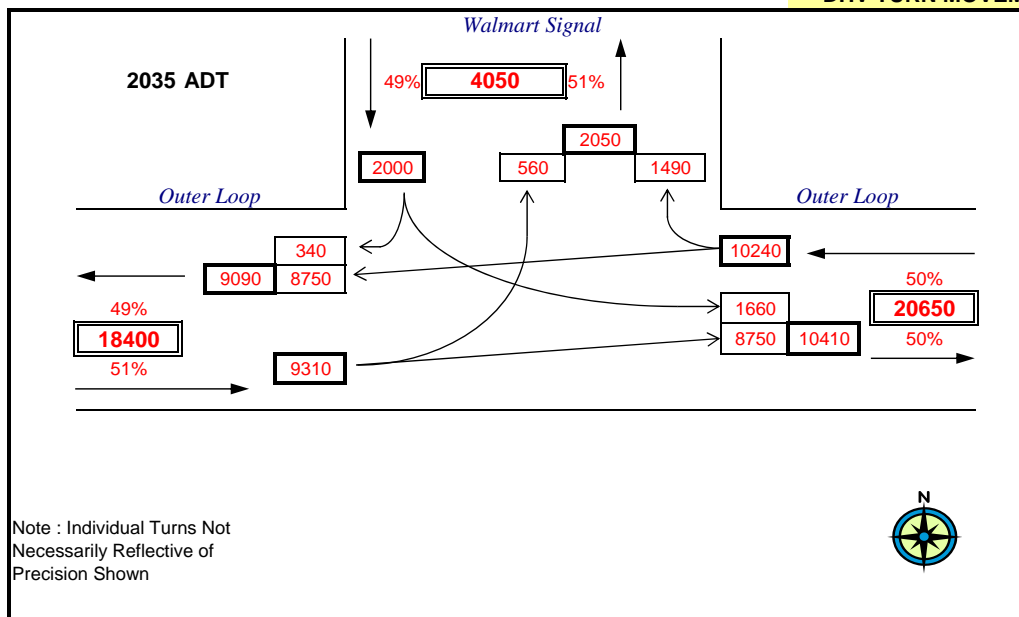 Walmart Signal
2035 ADT
49%
4050
51%
2050
2000
560
1490
Outer Loop
Outer Loop
340
10240
9090
8750
50%
49%
1660
20650
18400
8750
10410
50%
51%
9310
N
Note : Individual Turns Not
Necessarily Reflective of
Precision Shown